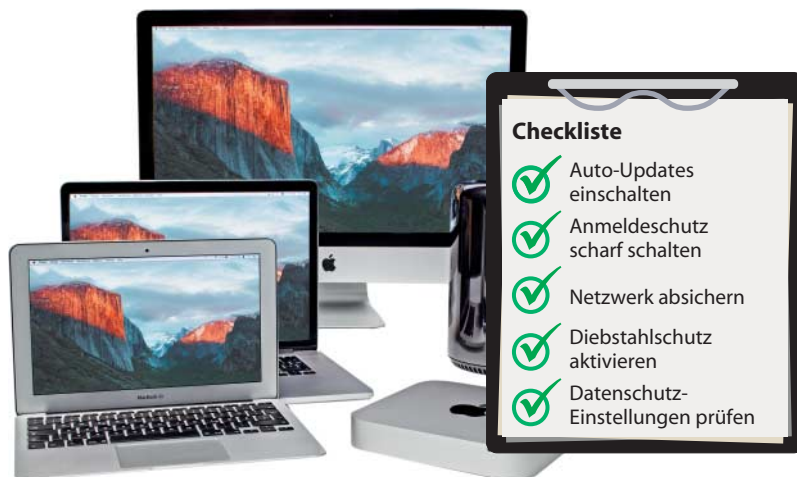 Checkliste
Auto-Updates
einschalten
Anmeldeschutz
scharf schalten
Netzwerk absichern
Diebstahlschutz
aktivieren
Datenschutz-
Einstellungen prüfen